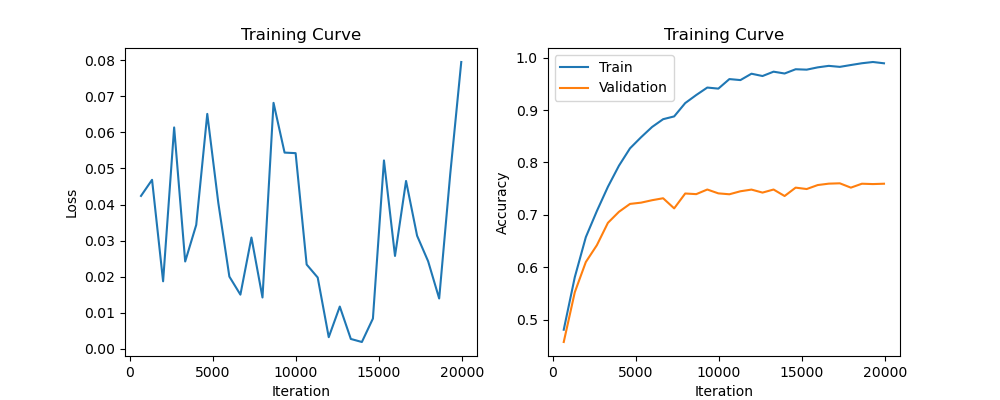 Training Curve
Loss
0.08
0.07
0.06
0.05
0.04
0.03
0.02
0.01
0.00
0 5000 10000 15000 20000
Iteration
Training Curve
Train
Validation
Accuracy
1.0
0.9
0.8
0.7
0.6
0.5
0 5000 10000 15000 20000
Iteration